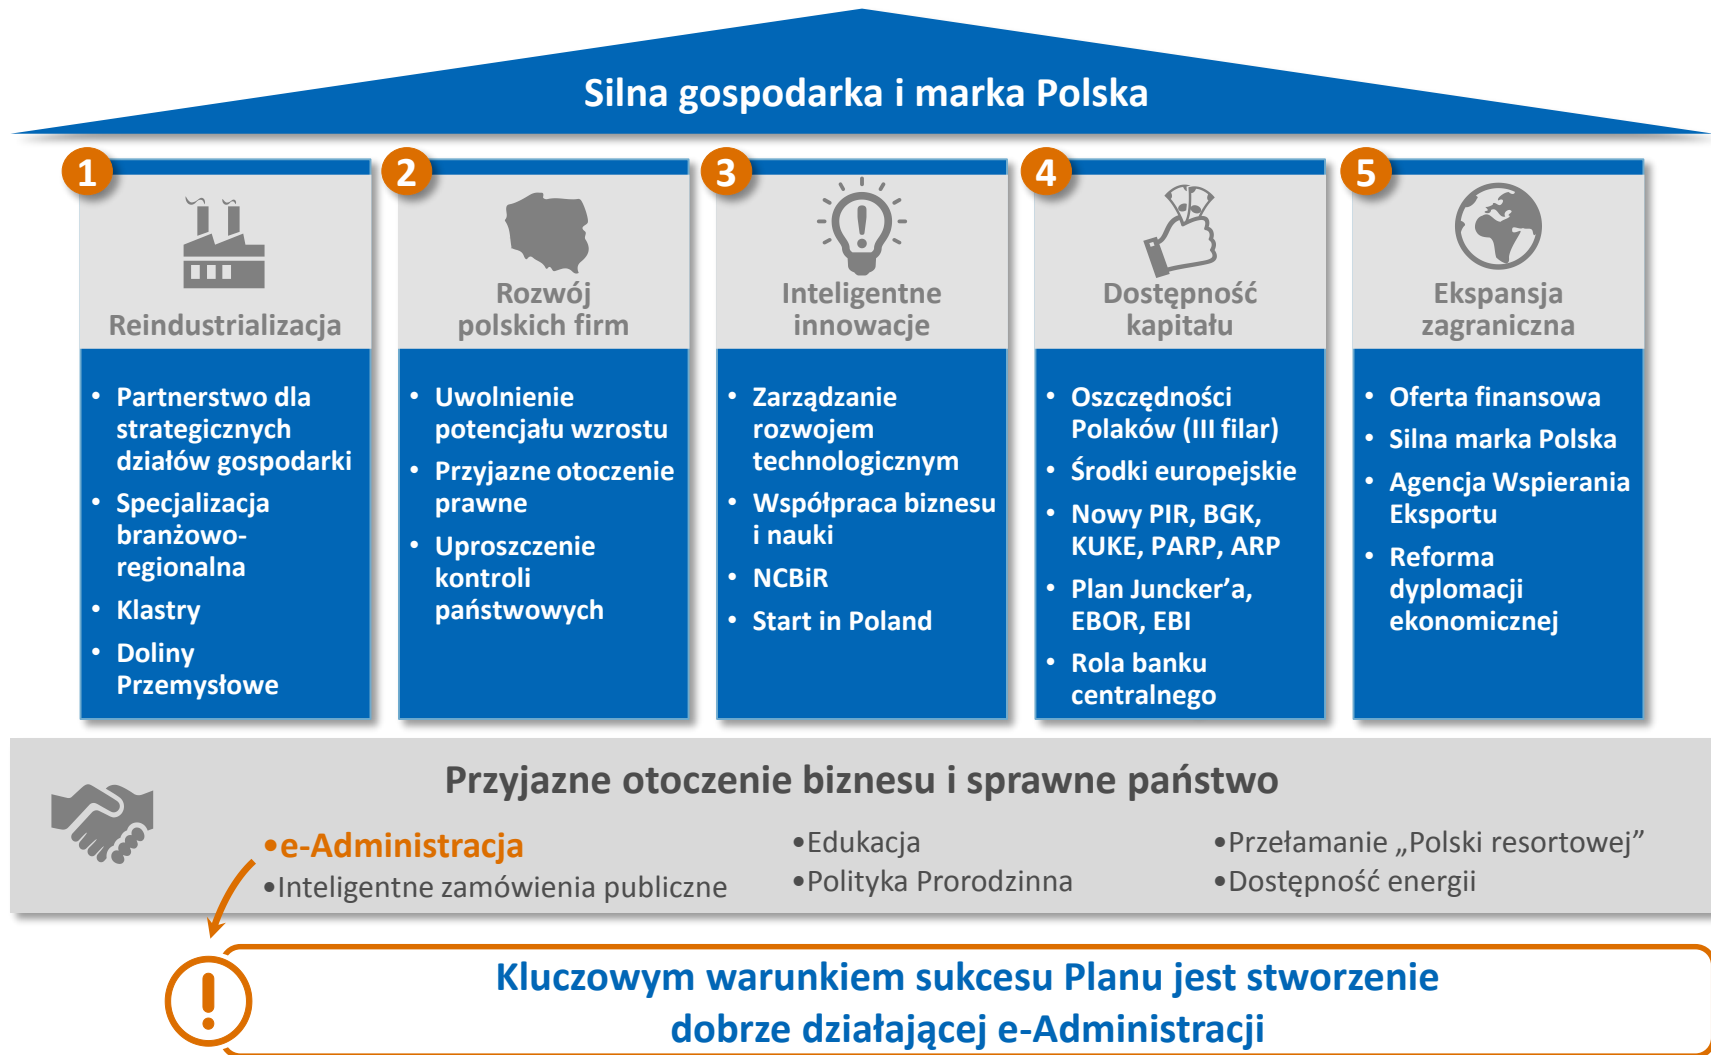 Silna gospodarka i marka Polska
1
Reindustrializacja
• Partnerstwo dla
strategicznych
działów gospodarki
• Specjalizacja
branżowo-
regionalna
• Klastry
• Doliny
Przemysłowe
2
Rozwój
polskich firm
• Uwolnienie
potencjału wzrostu
• Przyjazne otoczenie
prawne
• Uproszczenie
kontroli
państwowych
3
Inteligentne
innowacje
• Zarządzanie
rozwojem
technologicznym
• Współpraca biznesu
i nauki
• NCBiR
• Start in Poland
4
Dostępność
kapitału
• Oszczędności
Polaków (III filar)
• Środki europejskie
• Nowy PIR, BGK,
KUKE, PARP, ARP
• Plan Juncker’a,
EBOR, EBI
• Rola banku
centralnego
5
Ekspansja
zagraniczna
• Oferta finansowa
• Silna marka Polska
• Agencja Wspierania
Eksportu
• Reforma
dyplomacji
ekonomicznej
Przyjazne otoczenie biznesu i sprawne państwo
•e-Administracja
•Inteligentne zamówienia publiczne
•Edukacja
•Polityka Prorodzinna
•Przełamanie „Polski resortowej”
•Dostępność energii
Kluczowym warunkiem sukcesu Planu jest stworzenie
dobrze działającej e-Administracji